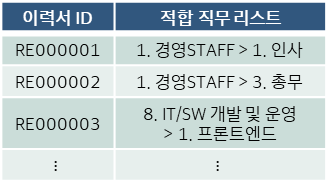 이력서 ID 적합 직무 리스트
RE000001 1. 경영STAFF > 1. 인사
RE000002 1. 경영STAFF > 3. 총무
RE000003 8. IT/SW 개발 및 운영
> 1. 프론트엔드
⋮ ⋮